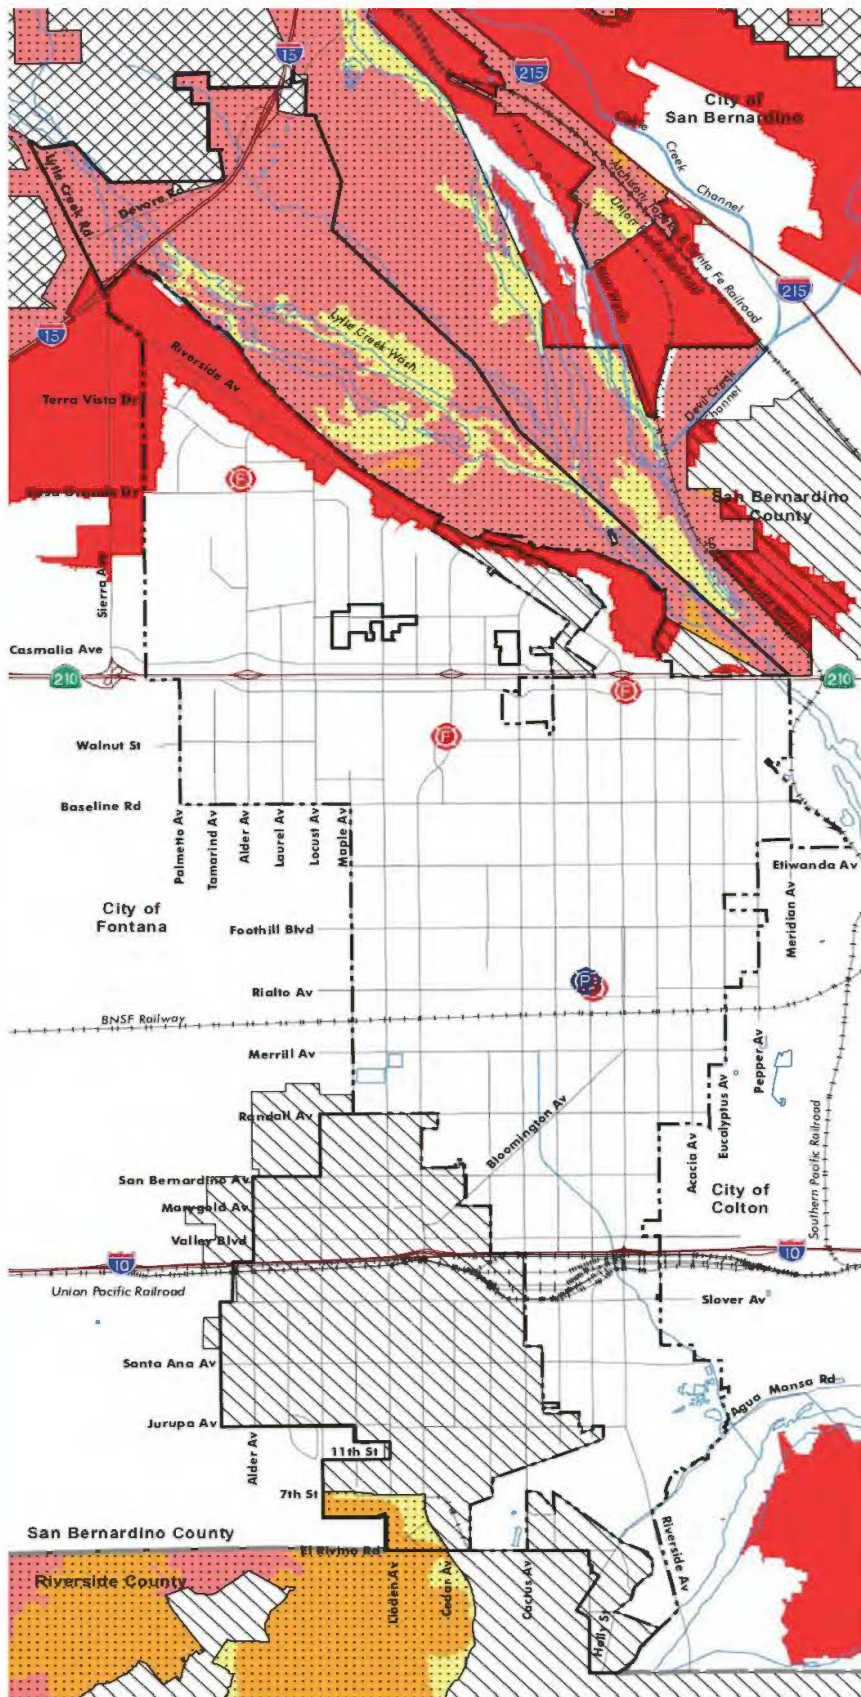 15
215
City of
San Bernardino
Cable Creek Channel
Lytle Creek Rd
Devore Rd
215
15
Lytle Creek Wash
Riverside Av
Terra Vista Dr
Devil Creek
Channel
F
San Bernardino
County
Sierra Ave
Casmalia Ave
210
210
F
F
Walnut St
Baseline Rd
Palmetto Av
Tamarind Av
Alder Av
Laurel Av
Locust Av
Maple Av
Etiwanda Av
Meridian Av
City of
Fontana
Foothill Blvd
P
Rialto Av
BNSF Railway
Merrill Av
Pepper Av
Eucalyptus Av
Randall Av
Bloomington Av
Acacia Av
Southern Pacific Railroad
San Bernardino Av
City of
Colton
Marygold Av
Valley Blvd
10
10
Union Pacific Railroad
Slover Av
Santa Ana Av
Agua Mansa Rd
Jurupa Av
Alder Av
11th St
7th St
San Bernardino County
El Rivino Rd
Riverside County
Linden Av
Cedar Av
Cactus Av
Riverside Av
Holly St